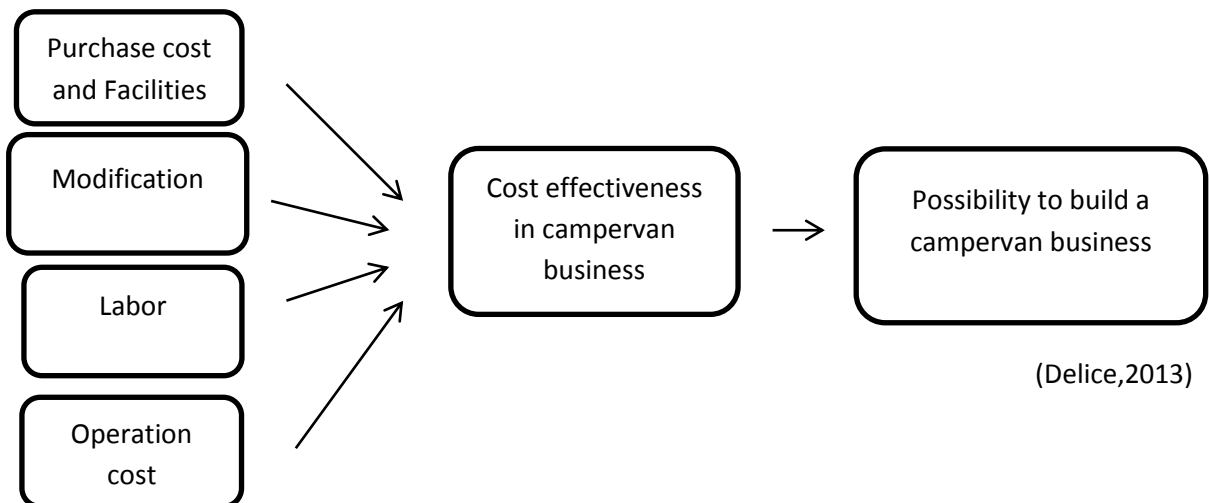 Purchase cost
and Facilities
Modification
Labor
Operation
cost
Cost effectiveness
in campervan
business
Possibility to build a
campervan business
(Delice,2013)